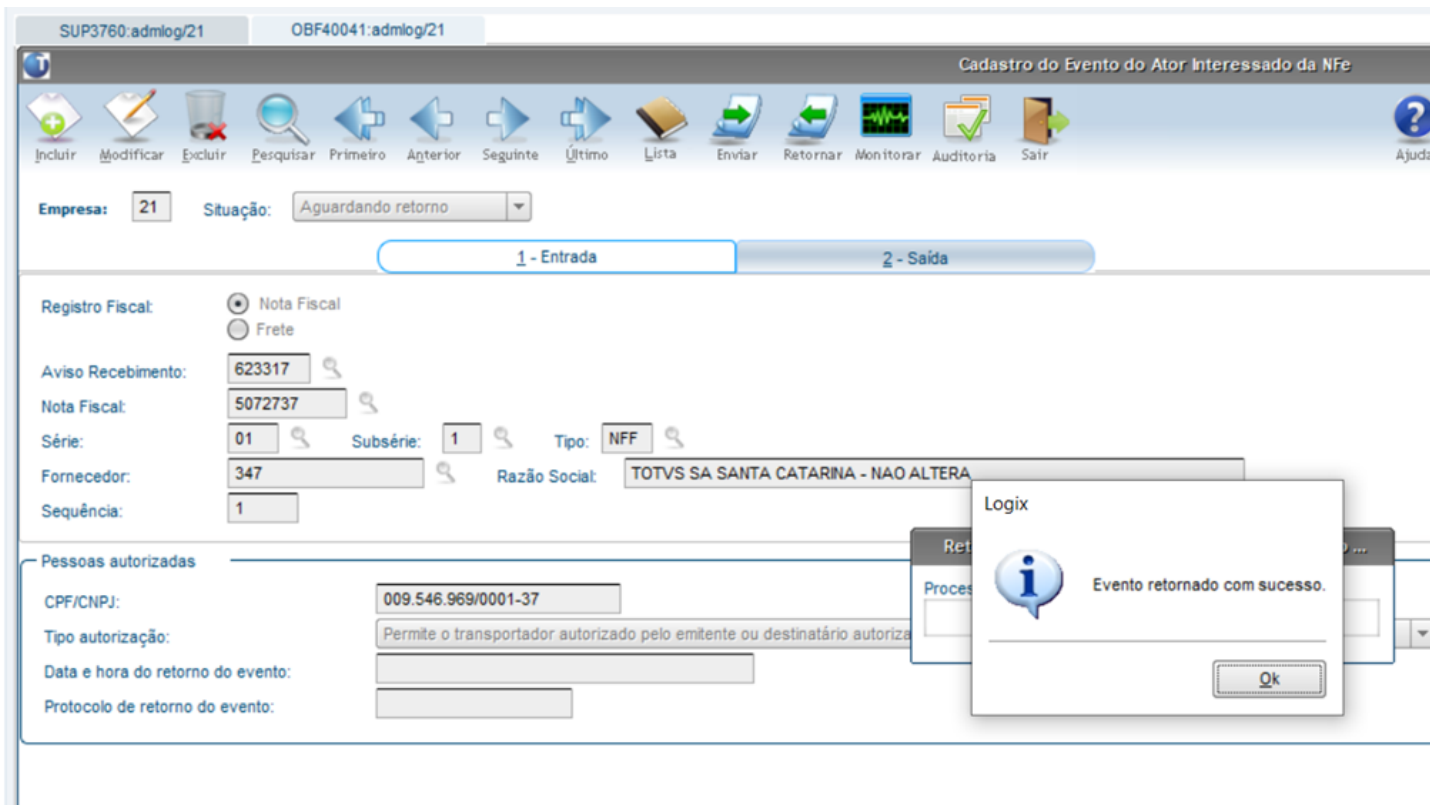 SUP3760:admlog/21 OBF40041:admlog/21
Cadastro do Evento do Ator Interessado da NFe
Incluir Modificar Excluir Pesquisar Primeiro Anterior Seguinte Último Lista Enviar Retornar Monitorar Auditoria Sair Ajuda
Empresa: 21 Situação: Aguardando retorno
1 - Entrada 2 - Saída
Registro Fiscal: Nota Fiscal
Frete
Aviso Recebimento: 623317
Nota Fiscal: 5072737
Série: 01 Subsérie: 1 Tipo: NFF
Fornecedor: 347 Razão Social: TOTVS SA SANTA CATARINA - NAO ALTERA
Sequência: 1
Logix
Evento retornado com sucesso.
Ok
Ret
o ...
Proces
Pessoas autorizadas
CPF/CNPJ: 009.546.969/0001-37
Tipo autorização: Permite o transportador autorizado pelo emitente ou destinatário autoriza
Data e hora do retorno do evento:
Protocolo de retorno do evento: